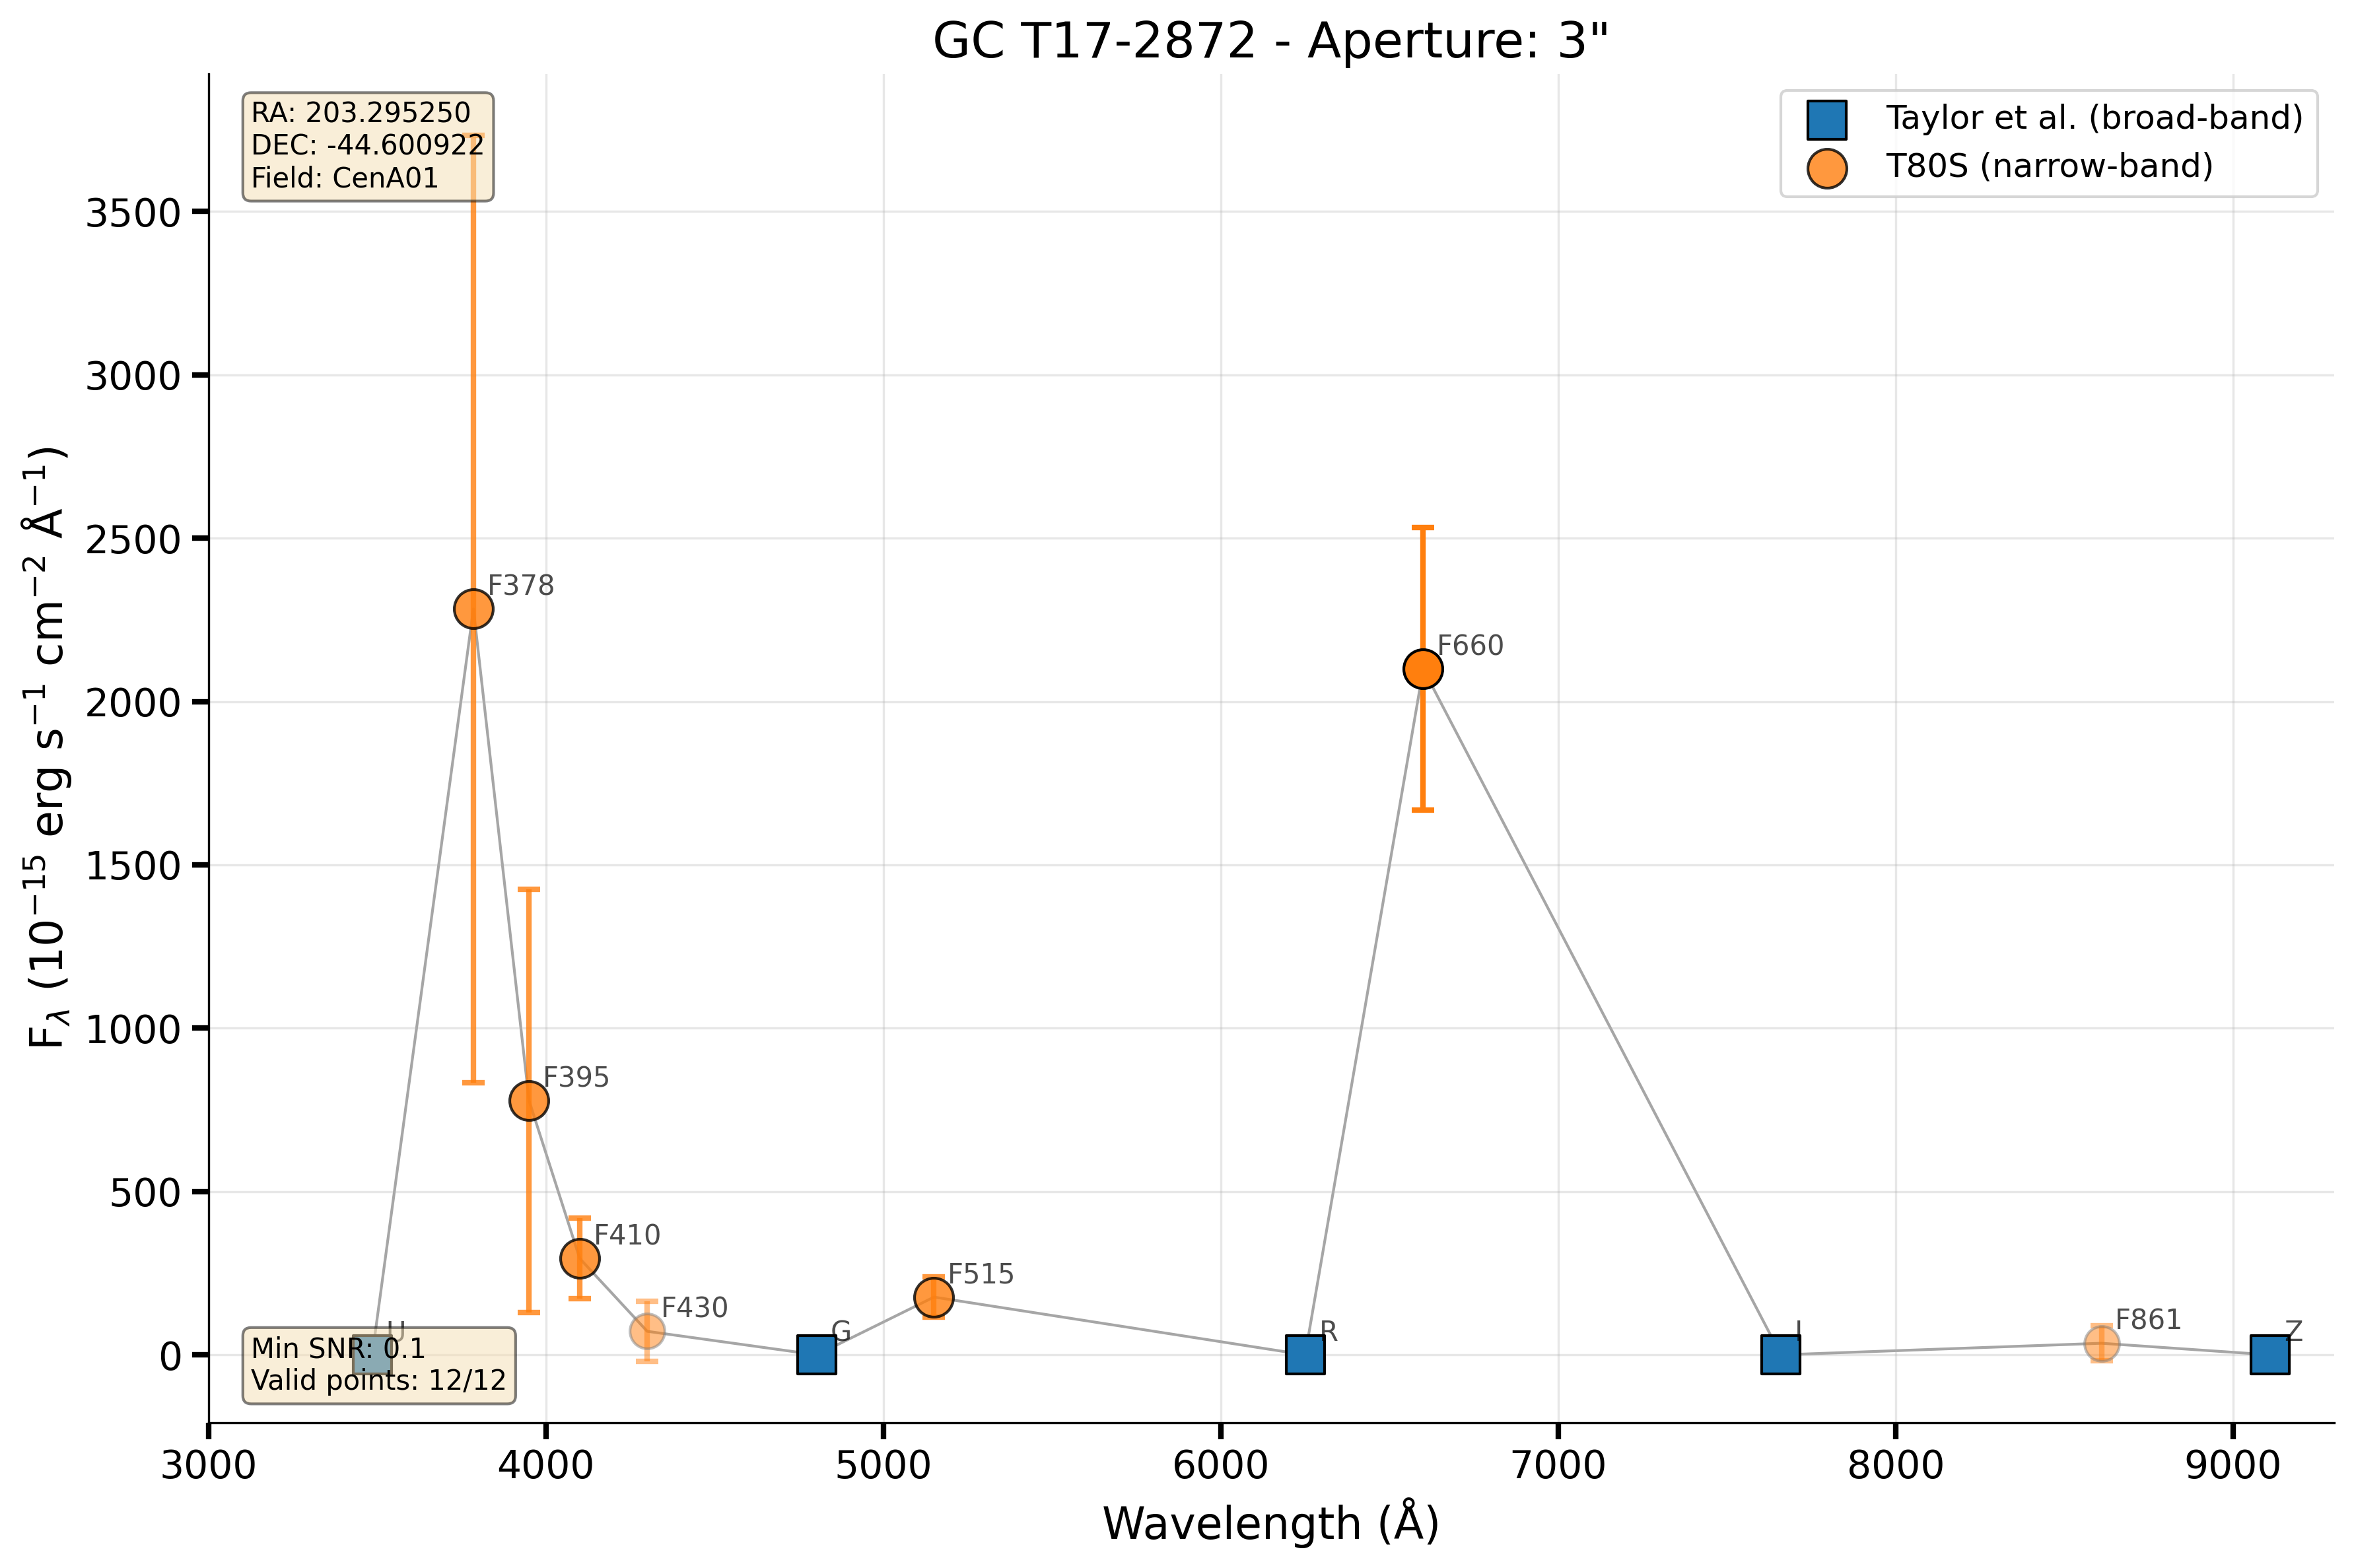 GC T17-2872 - Aperture: 3"
RA: 203.295250
DEC: -44.600922
Field: CenA01
Taylor et al. (broad-band)
T80S (narrow-band)
F378
F660
F395
F410
F515
F430
F861
U
G
R
I
Z
Min SNR: 0.1
Valid points: 12/12
3500
3000
2500
2000
1500
1000
500
0
3000 4000 5000 6000 7000 8000 9000
Wavelength (Å)
F_λ (10⁻¹⁵ erg s⁻¹ cm⁻² Å⁻¹)